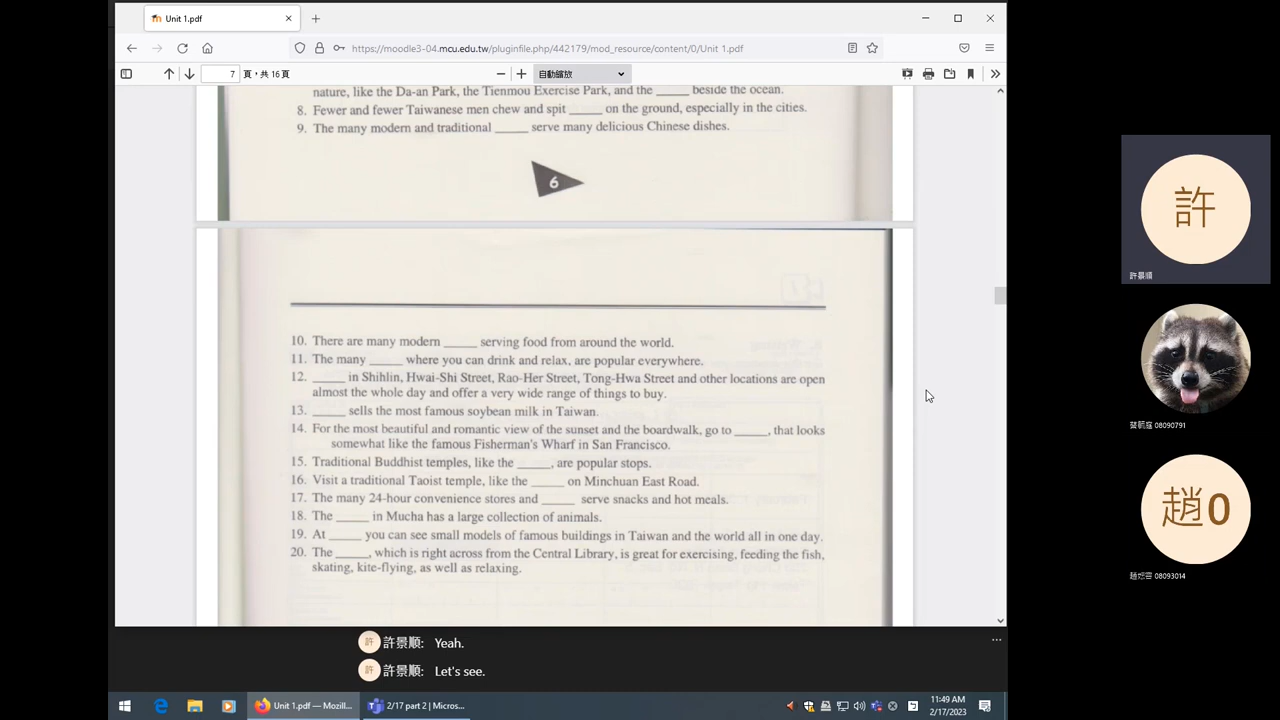 Unit 1.pdf
https://moodle3-04.mcu.edu.tw/pluginfile.php/442179/mod_resource/content/0/Unit 1.pdf
7 頁，共 16 頁
自動縮放
nature, like the Da-an Park, the Tienmou Exercise Park, and the _____ beside the ocean.
8. Fewer and fewer Taiwanese men chew and spit _____ on the ground, especially in the cities.
9. The many modern and traditional _____ serve many delicious Chinese dishes.
6
10. There are many modern _____ serving food from around the world.
11. The many _____ where you can drink and relax, are popular everywhere.
12. _____ in Shihlin, Hwai-Shi Street, Rao-Her Street, Tong-Hwa Street and other locations are open
almost the whole day and offer a very wide range of things to buy.
13. _____ sells the most famous soybean milk in Taiwan.
14. For the most beautiful and romantic view of the sunset and the boardwalk, go to _____, that looks
somewhat like the famous Fisherman's Wharf in San Francisco.
15. Traditional Buddhist temples, like the _____, are popular stops.
16. Visit a traditional Taoist temple, like the _____ on Minchuan East Road.
17. The many 24-hour convenience stores and _____ serve snacks and hot meals.
18. The _____ in Mucha has a large collection of animals.
19. At _____ you can see small models of famous buildings in Taiwan and the world all in one day.
20. The _____, which is right across from the Central Library, is great for exercising, feeding the fish,
skating, kite-flying, as well as relaxing.
許
許景順
08090791
趙0
08093014
許 許景順: Yeah.
許 許景順: Let's see.
Unit 1.pdf — Mozill...
2/17 part 2 | Micros...
11:49 AM
2/17/2023